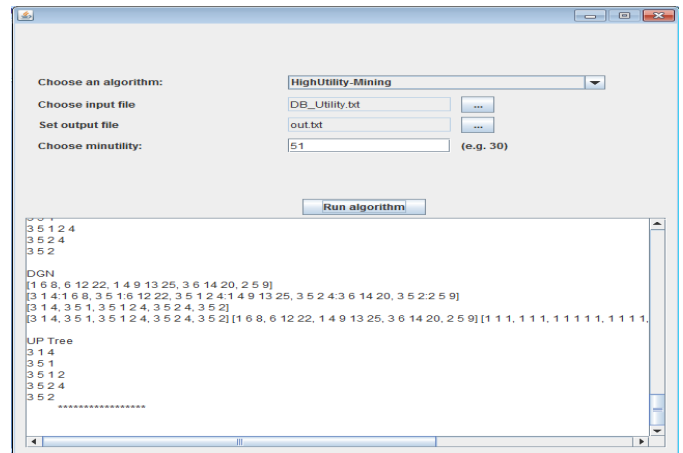 Choose an algorithm: HighUtility-Mining
Choose input file DB_Utility.txt ...
Set output file out.txt ...
Choose minutility: 51 (e.g. 30)
Run algorithm
3 5 1 2 4
3 5 2 4
3 5 2
DGN
[1 6 8, 6 12 22, 1 4 9 13 25, 3 6 14 20, 2 5 9]
[3 1 4:1 6 8, 3 5 1:6 12 22, 3 5 1 2 4:1 4 9 13 25, 3 5 2 4:3 6 14 20, 3 5 2:2 5 9]
[3 1 4, 3 5 1, 3 5 1 2 4, 3 5 2 4, 3 5 2]
[3 1 4, 3 5 1, 3 5 1 2 4, 3 5 2 4, 3 5 2] [1 6 8, 6 12 22, 1 4 9 13 25, 3 6 14 20, 2 5 9] [1 1 1, 1 1 1, 1 1 1 1 1, 1 1 1 1,
UP Tree
3 1 4
3 5 1
3 5 1 2
3 5 2 4
3 5 2
*****************